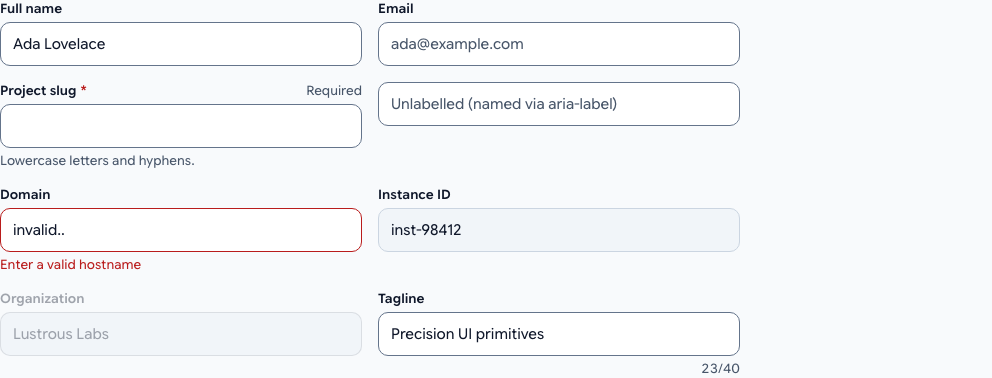 Full name
Ada Lovelace
Email
ada@example.com
Project slug *
Required
Lowercase letters and hyphens.
Unlabelled (named via aria-label)
Domain
invalid..
Enter a valid hostname
Instance ID
inst-98412
Organization
Lustrous Labs
Tagline
Precision UI primitives
23/40